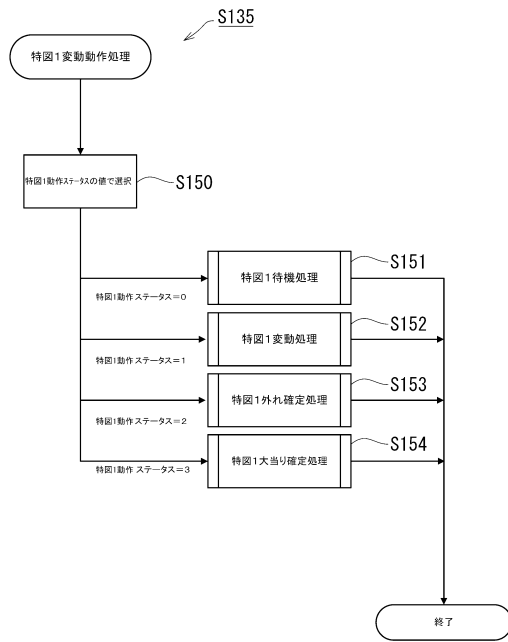 S135
特図1変動動作処理
特図1動作ステータスの値で選択
S150
特図1待機処理
S151
特図1動作ステータス=0
特図1変動処理
S152
特図1動作ステータス=1
特図1外れ確定処理
S153
特図1動作ステータス=2
特図1大当り確定処理
S154
特図1動作ステータス=3
終了